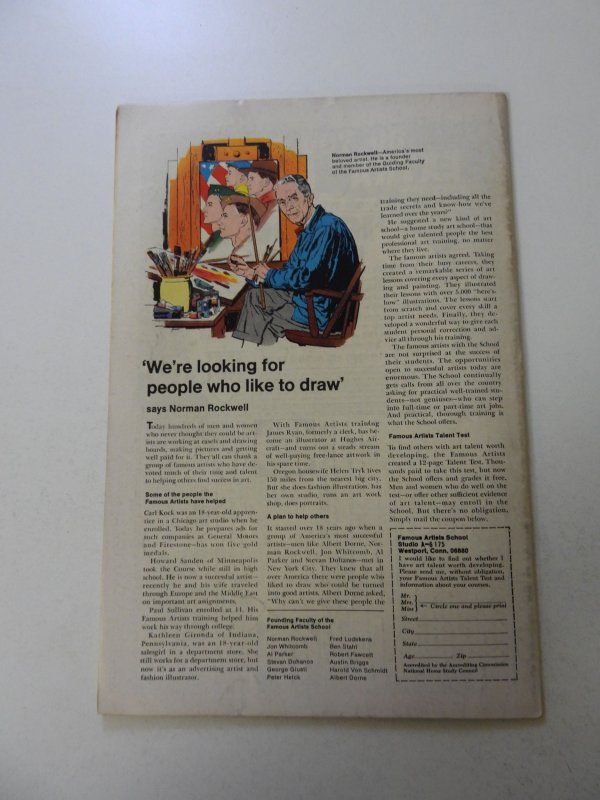 Norman Rockwell—America's most
beloved artist. He is a founder
and member of the Guiding Faculty
of the Famous Artists School.
'We're looking for
people who like to draw'
says Norman Rockwell
Today hundreds of men and women
who never thought they could be art-
ists are working at easels and drawing
boards, making pictures and getting
well paid for it. They all can thank a
group of famous artists who have de-
voted much of their time and talent
to helping others find success in art.
Some of the people the
Famous Artists have helped
Carl Kock was an 18-year-old appren-
tice in a Chicago art studio when he
enrolled. Today he prepares ads for
such companies as General Motors
and Firestone—has won five gold
medals.
Howard Sanden of Minneapolis
took the Course while still in high
school. He is now a successful artist—
recently he and his wife traveled
through Europe and the Middle East
on important art assignments.
Paul Sullivan enrolled at 14. His
Famous Artists training helped him
work his way through college.
Kathleen Gironda of Indiana,
Pennsylvania, was an 18-year-old
salesgirl in a department store. She
still works for a department store, but
now it's as an advertising artist and
fashion illustrator.
With Famous Artists training
James Ryan, formerly a clerk, has be-
come an illustrator at Hughes Air-
craft—and turns out a steady stream
of well-paying free-lance artwork in
his spare time.
Oregon housewife Helen Tryk lives
150 miles from the nearest big city.
But she does fashion illustration, has
her own studio, runs an art work
shop, does portraits.
A plan to help others
It started over 18 years ago when a
group of America's most successful
artists—men like Albert Dorne, Nor-
man Rockwell, Jon Whitcomb, Al
Parker and Stevan Dohanos—met in
New York City. They knew that all
over America there were people who
liked to draw who could be turned
into good artists. Albert Dorne asked,
"Why can't we give these people the
Founding Faculty of the
Famous Artists School
Norman Rockwell
Jon Whitcomb
Al Parker
Stevan Dohanos
George Giusti
Peter Helck
Fred Ludekens
Ben Stahl
Robert Fawcett
Austin Briggs
Harold Von Schmidt
Albert Dorne
training they need—including all the
trade secrets and know-how we've
learned over the years?"
He suggested a new kind of art
school—a home study art school—that
would give talented people the best
professional art training, no matter
where they live.
The famous artists agreed. Taking
time from their busy careers, they
created a remarkable series of art
lessons covering every aspect of draw-
ing and painting. They illustrated
their lessons with over 5,000 "here's-
how" illustrations. The lessons start
from scratch and cover every skill a
top artist needs. Finally, they de-
veloped a wonderful way to give each
student personal correction and ad-
vice all through his training.
The famous artists with the School
are not surprised at the success of
their students. The opportunities
open to successful artists today are
enormous. The School continually
gets calls from all over the country
asking for practical well-trained stu-
dents—not geniuses—who can step
into full-time or part-time art jobs.
And practical, thorough training is
what the School offers.
Famous Artists Talent Test
To find others with art talent worth
developing, the Famous Artists
created a 12-page Talent Test. Thou-
sands paid to take this test, but now
the School offers and grades it free.
Men and women who do well on the
test—or offer other sufficient evidence
of art talent—may enroll in the
School. But there's no obligation.
Simply mail the coupon below.
Famous Artists School
Studio A-6175
Westport, Conn. 06880
I would like to find out whether I
have art talent worth developing.
Please send me, without obligation,
your Famous Artists Talent Test and
information about your courses.
Mr.
Mrs. Circle one and please print
Miss
Street
City
State
Age Zip
Accredited by the Accrediting Commission
National Home Study Council